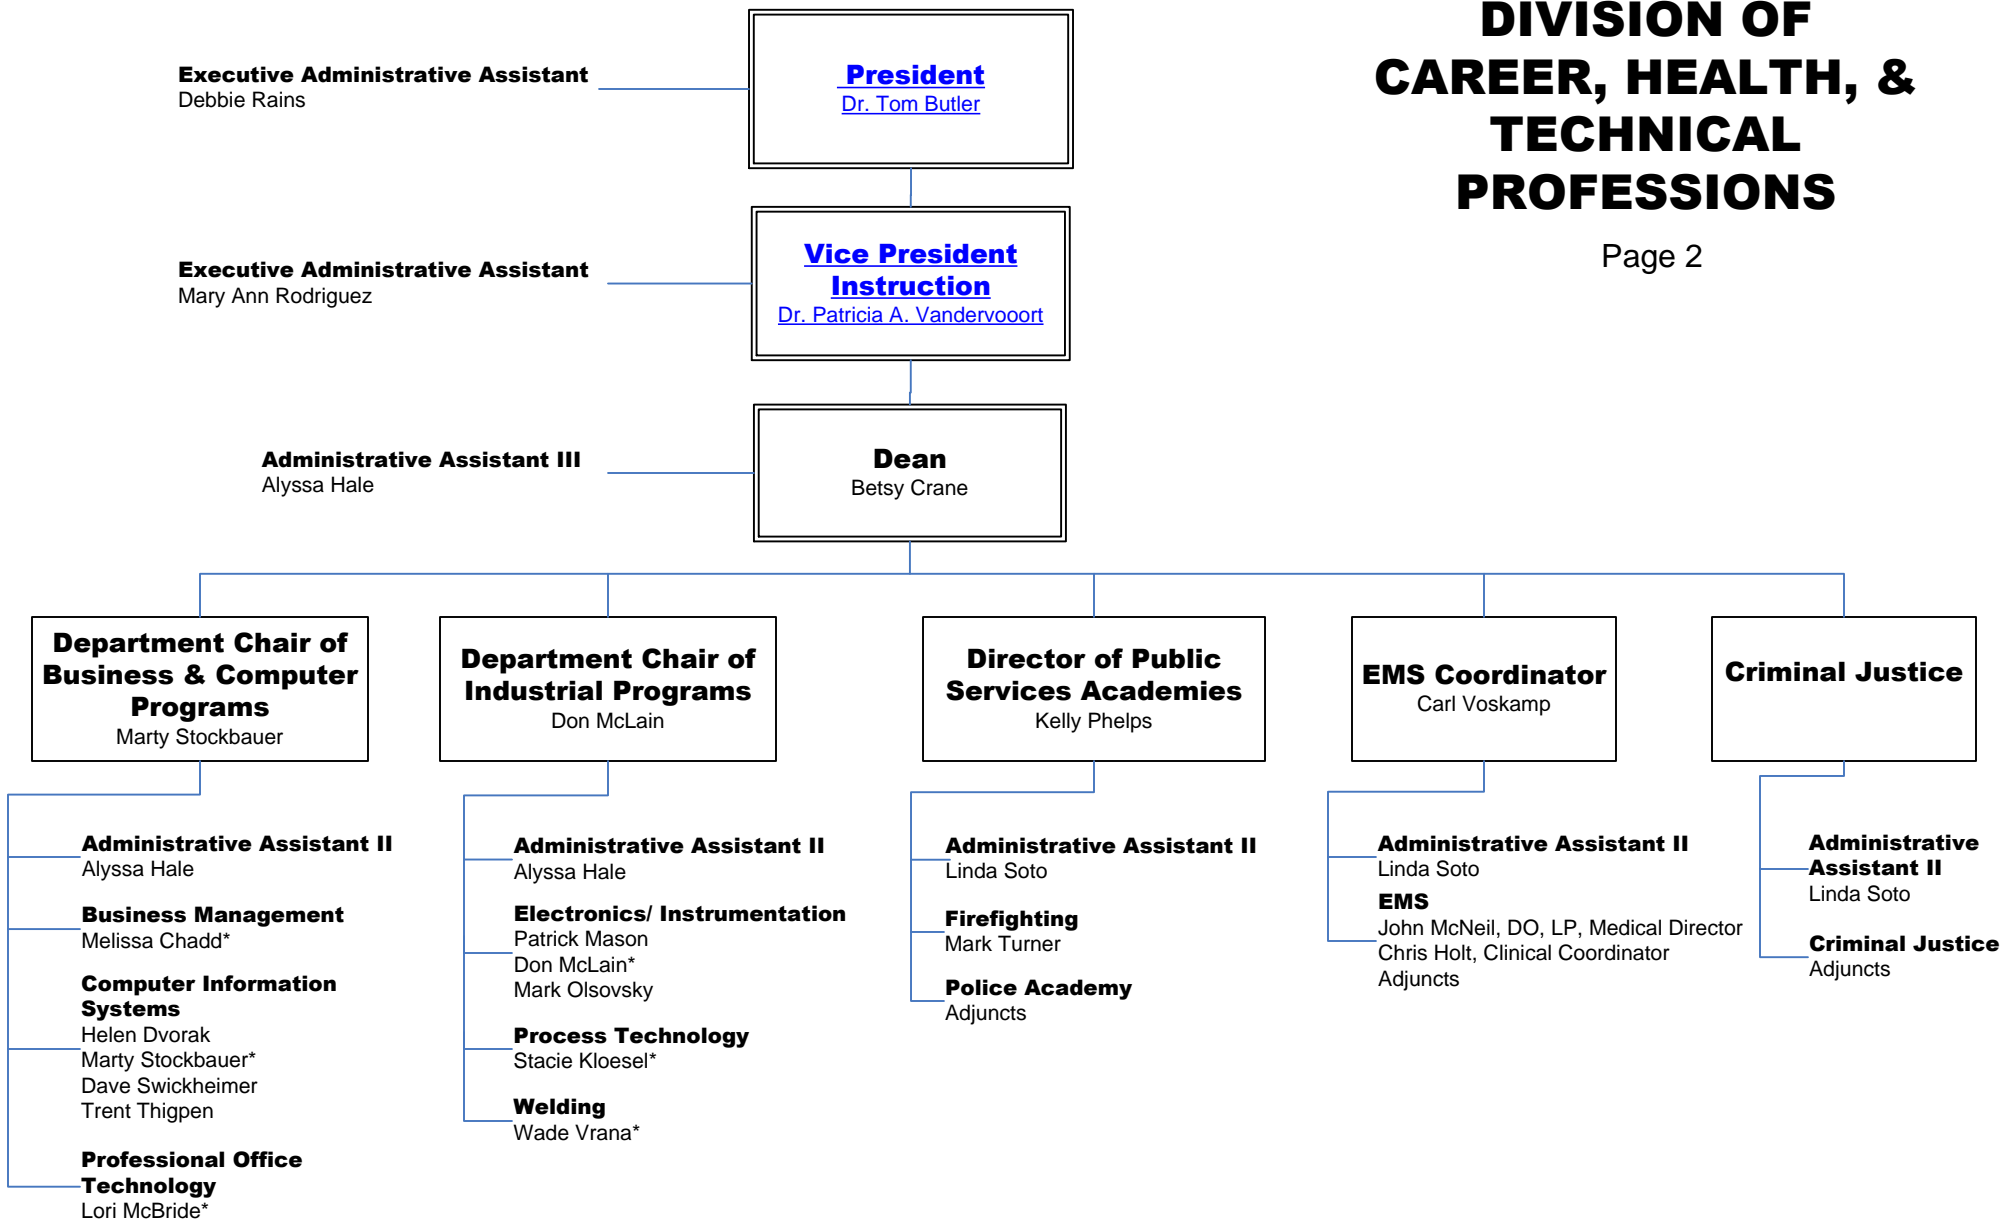 DIVISION OF
CAREER, HEALTH, &
TECHNICAL
PROFESSIONS
Page 2
Executive Administrative Assistant
Debbie Rains
President
Dr. Tom Butler
Executive Administrative Assistant
Mary Ann Rodriguez
Vice President
Instruction
Dr. Patricia A. Vandervooort
Administrative Assistant III
Alyssa Hale
Dean
Betsy Crane
Department Chair of
Business & Computer
Programs
Marty Stockbauer
Department Chair of
Industrial Programs
Don McLain
Director of Public
Services Academies
Kelly Phelps
EMS Coordinator
Carl Voskamp
Criminal Justice
Administrative Assistant II
Alyssa Hale
Business Management
Melissa Chadd*
Computer Information
Systems
Helen Dvorak
Marty Stockbauer*
Dave Swickheimer
Trent Thigpen
Professional Office
Technology
Lori McBride*
Administrative Assistant II
Alyssa Hale
Electronics/ Instrumentation
Patrick Mason
Don McLain*
Mark Olsovsky
Process Technology
Stacie Kloesel*
Welding
Wade Vrana*
Administrative Assistant II
Linda Soto
Firefighting
Mark Turner
Police Academy
Adjuncts
Administrative Assistant II
Linda Soto
EMS
John McNeil, DO, LP, Medical Director
Chris Holt, Clinical Coordinator
Adjuncts
Administrative
Assistant II
Linda Soto
Criminal Justice
Adjuncts